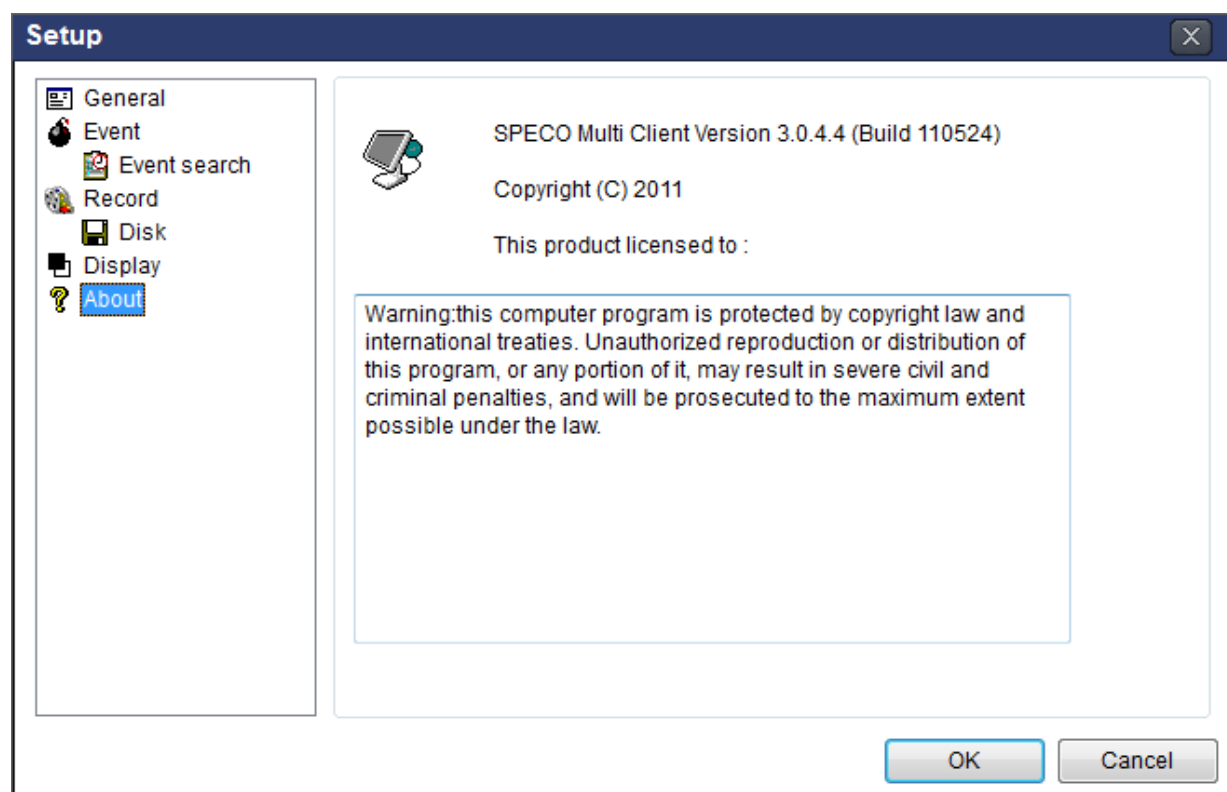 Setup
General
Event
Event search
Record
Disk
Display
About
SPECO Multi Client Version 3.0.4.4 (Build 110524)
Copyright (C) 2011
This product licensed to :
Warning:this computer program is protected by copyright law and
international treaties. Unauthorized reproduction or distribution of
this program, or any portion of it, may result in severe civil and
criminal penalties, and will be prosecuted to the maximum extent
possible under the law.
OK
Cancel